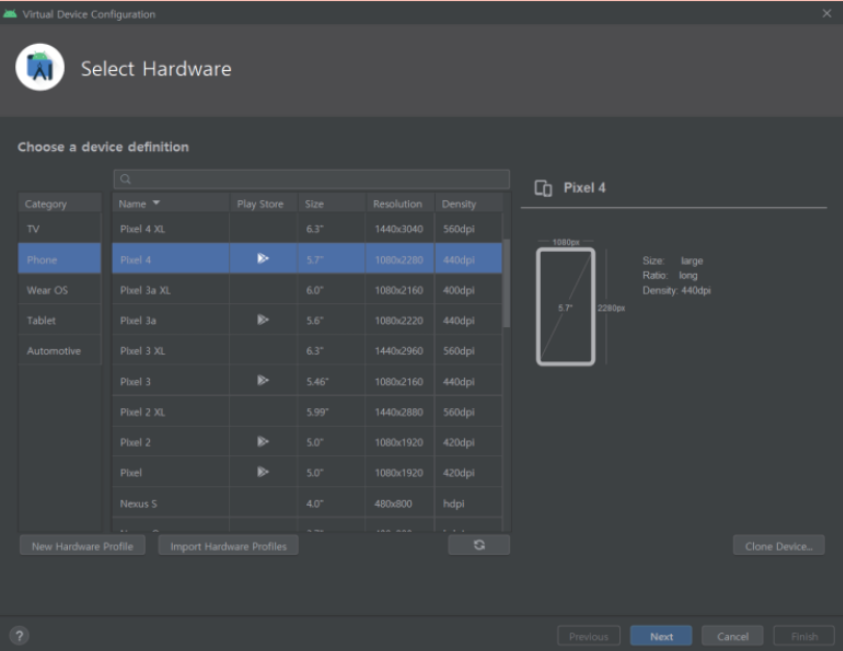 Virtual Device Configuration
Select Hardware
Choose a device definition
Category
TV
Phone
Wear OS
Tablet
Automotive
Name Play Store Size Resolution Density
Pixel 4 XL 6.3" 1440x3040 560dpi
Pixel 4 5.7" 1080x2280 440dpi
Pixel 3a XL 6.0" 1080x2160 400dpi
Pixel 3a 5.6" 1080x2220 440dpi
Pixel 3 XL 6.3" 1440x2960 560dpi
Pixel 3 5.46" 1080x2160 440dpi
Pixel 2 XL 5.99" 1440x2880 560dpi
Pixel 2 5.0" 1080x1920 420dpi
Pixel 5.0" 1080x1920 420dpi
Nexus S 4.0" 480x800 hdpi
Pixel 4
1080px
5.7"
2280px
Size: large
Ratio: long
Density: 440dpi
New Hardware Profile
Import Hardware Profiles
Clone Device...
?
Previous
Next
Cancel
Finish